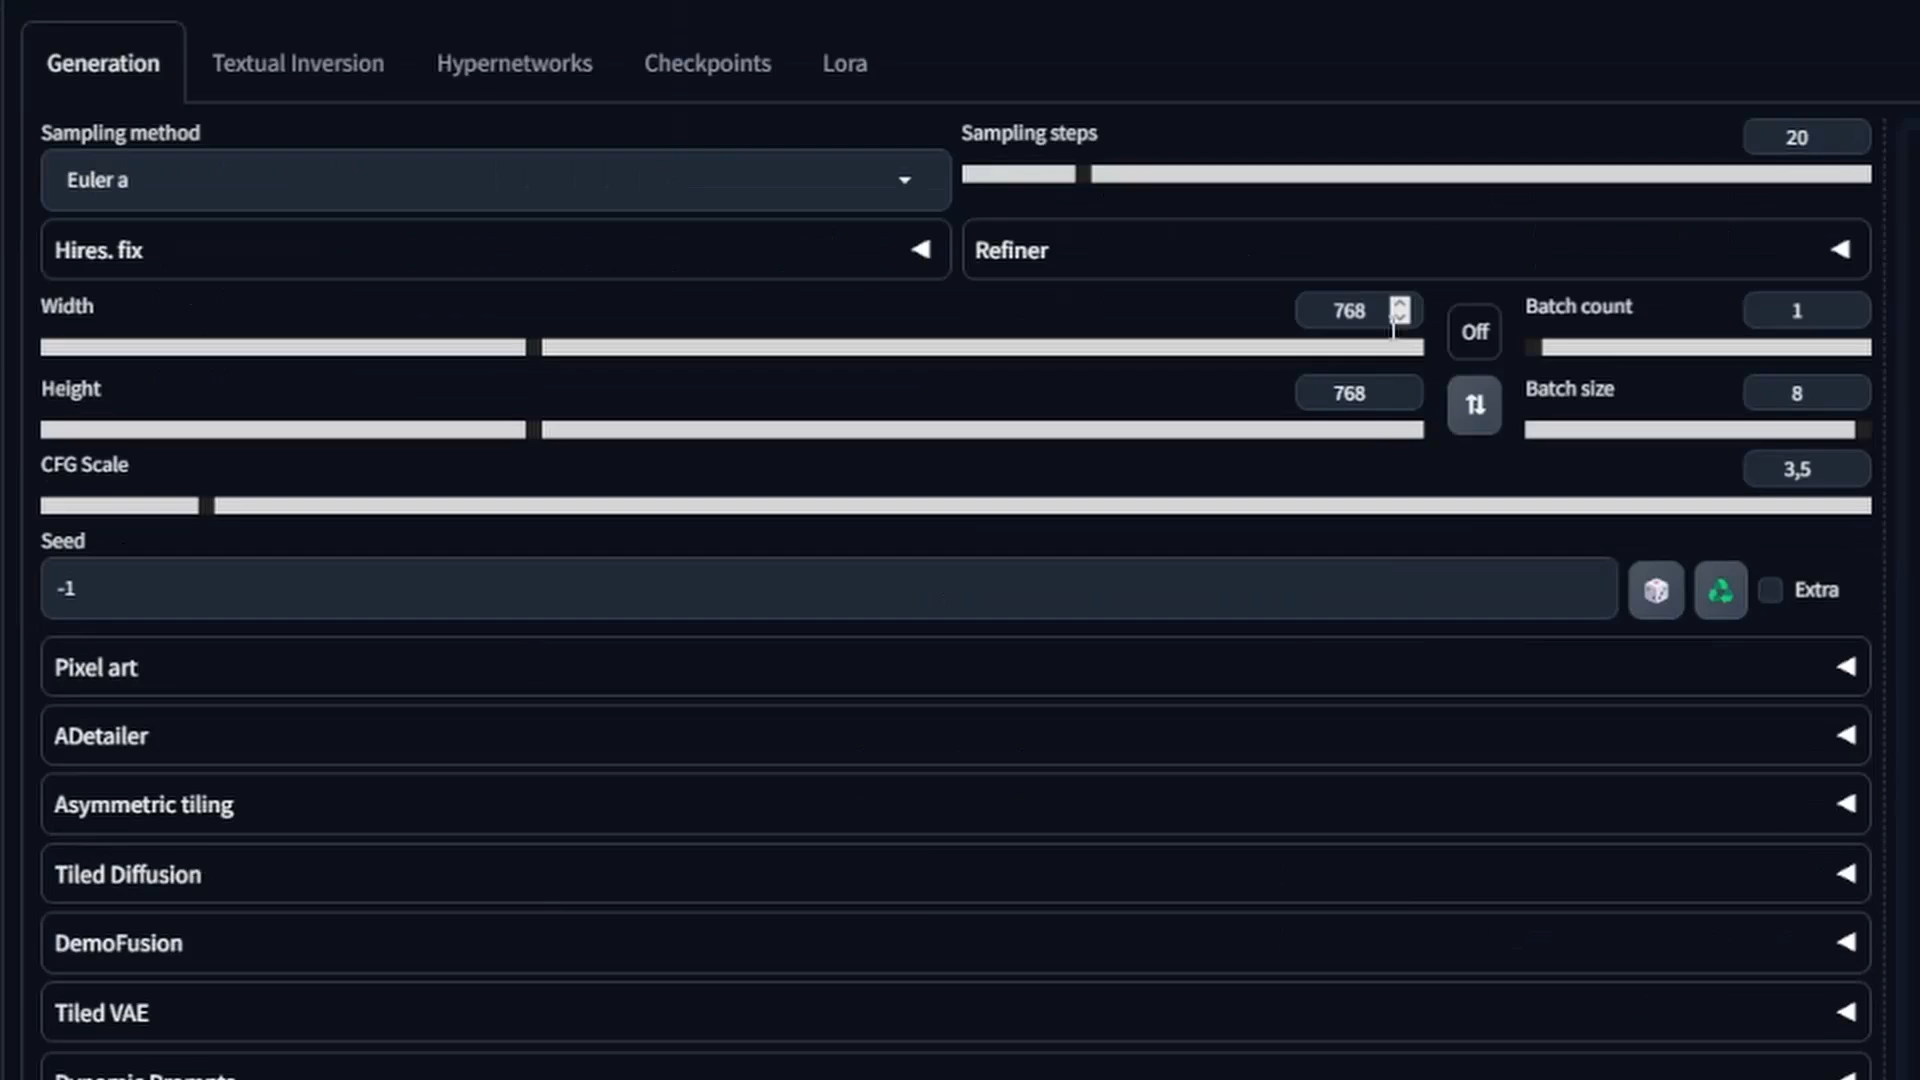 Generation Textual Inversion Hypernetworks Checkpoints Lora
Sampling method
Euler a
Sampling steps 20
Hires. fix
Refiner
Width 768
Off
Batch count 1
Height 768
Batch size 8
CFG Scale 3,5
Seed
-1
Extra
Pixel art
ADetailer
Asymmetric tiling
Tiled Diffusion
DemoFusion
Tiled VAE
Dynamic Prompts